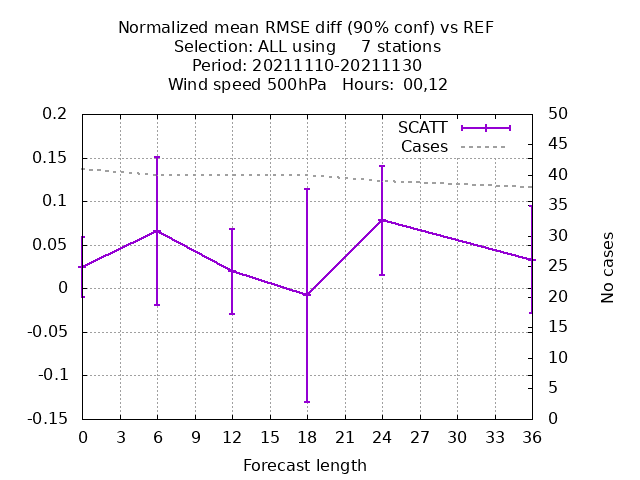 Normalized mean RMSE diff (90% conf) vs REF
Selection: ALL using     7 stations
Period: 20211110-20211130
Wind speed 500hPa   Hours:  00,12
SCATT
Cases
0.2
0.15
0.1
0.05
0
-0.05
-0.1
-0.15
50
45
40
35
30
25
20
15
10
5
0
No cases
0 3 6 9 12 15 18 21 24 27 30 33 36
Forecast length